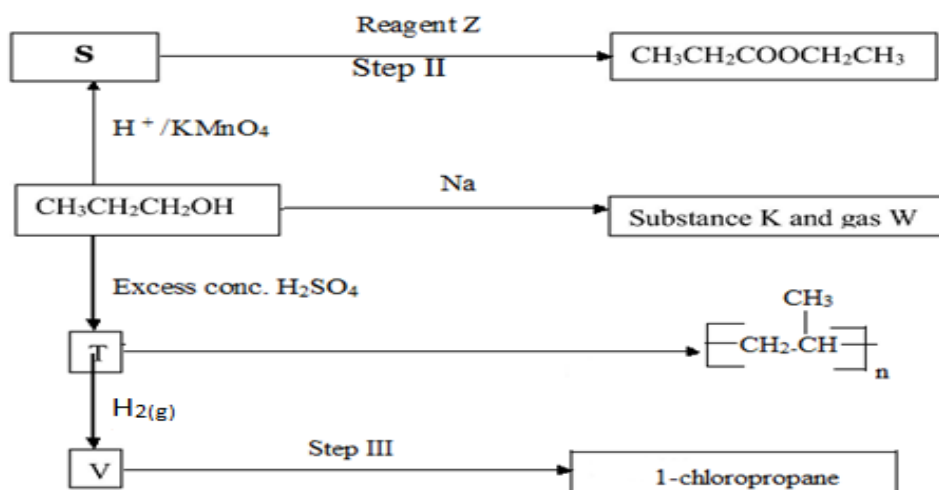 Reagent Z
S
CH₃CH₂COOCH₂CH₃
Step II
H⁺/KMnO₄
Na
CH₃CH₂CH₂OH
Substance K and gas W
Excess conc. H₂SO₄
CH₃
T
CH₂-CH
n
H₂(g)
Step III
V
1-chloropropane